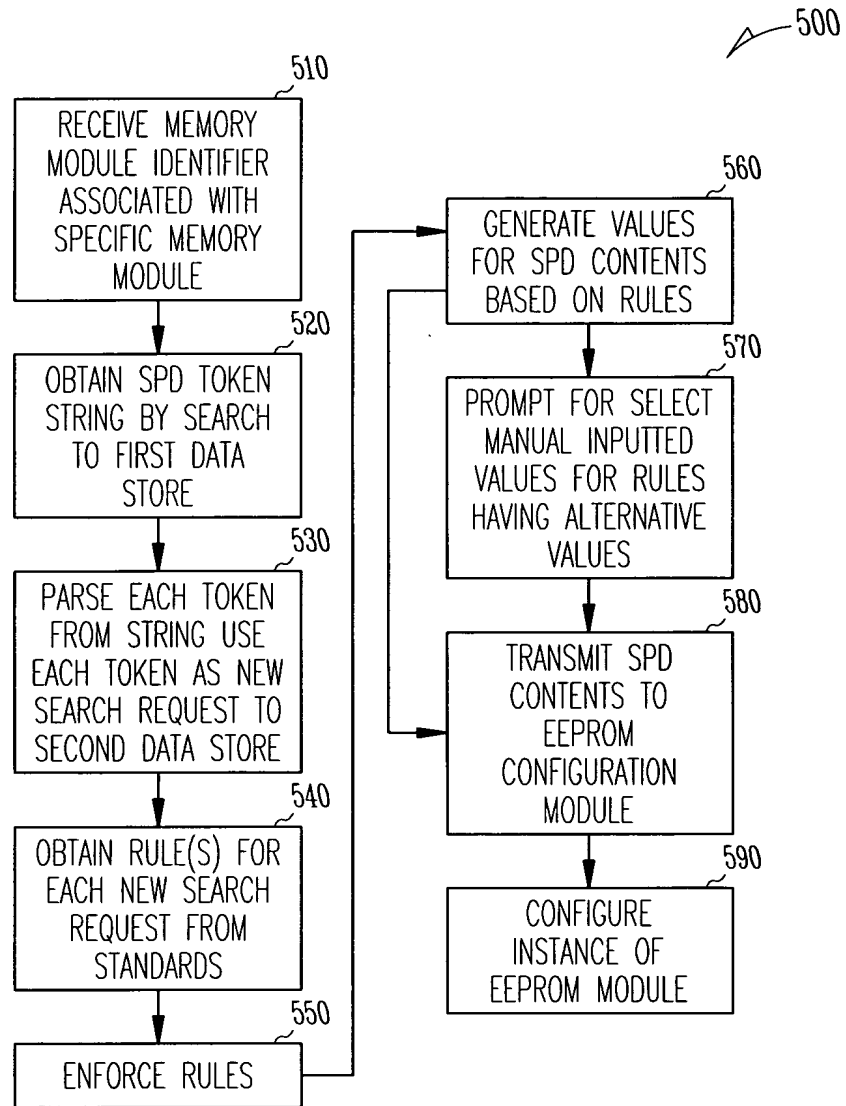 500
510
RECEIVE MEMORY
MODULE IDENTIFIER
ASSOCIATED WITH
SPECIFIC MEMORY
MODULE
520
OBTAIN SPD TOKEN
STRING BY SEARCH
TO FIRST DATA
STORE
530
PARSE EACH TOKEN
FROM STRING USE
EACH TOKEN AS NEW
SEARCH REQUEST TO
SECOND DATA STORE
540
OBTAIN RULE(S) FOR
EACH NEW SEARCH
REQUEST FROM
STANDARDS
550
ENFORCE RULES
560
GENERATE VALUES
FOR SPD CONTENTS
BASED ON RULES
570
PROMPT FOR SELECT
MANUAL INPUTTED
VALUES FOR RULES
HAVING ALTERNATIVE
VALUES
580
TRANSMIT SPD
CONTENTS TO
EEPROM
CONFIGURATION
MODULE
590
CONFIGURE
INSTANCE OF
EEPROM MODULE